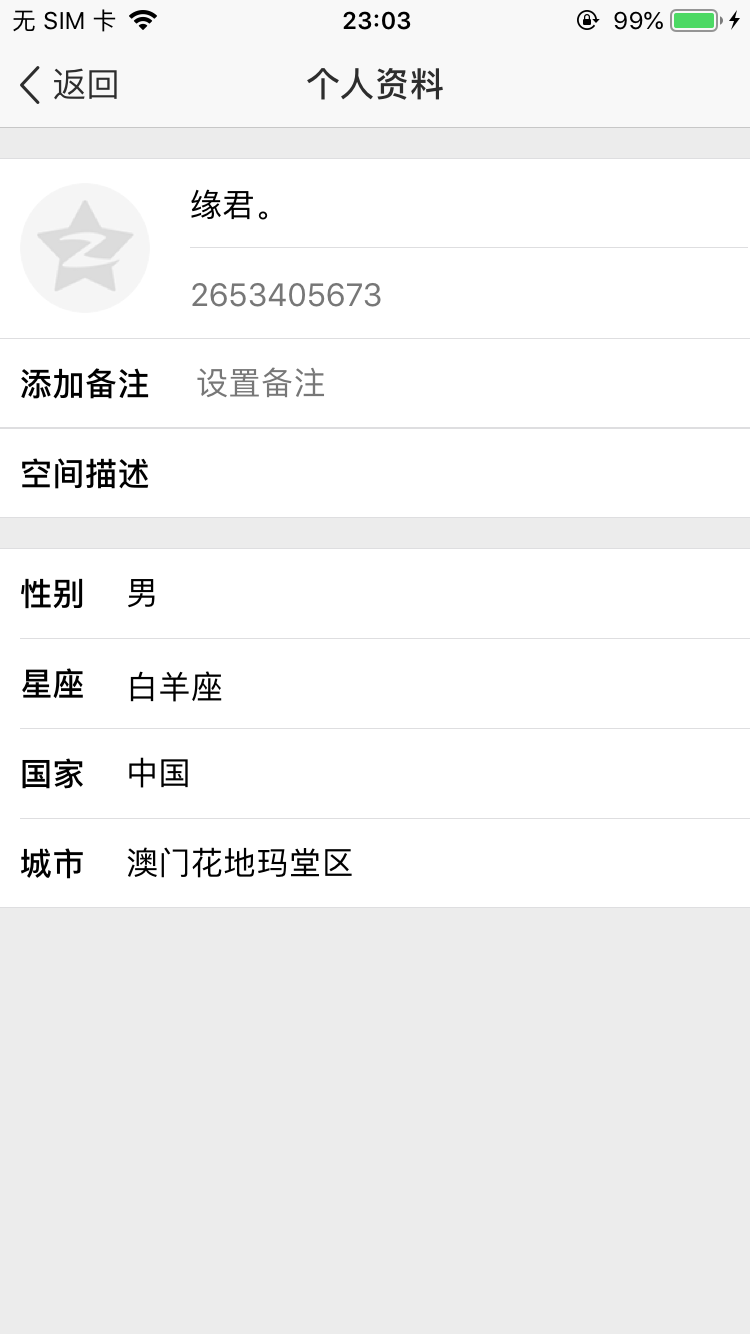 无 SIM 卡 23:03 99%
返回 个人资料
缘君。
2653405673
添加备注 设置备注
空间描述
性别 男
星座 白羊座
国家 中国
城市 澳门花地玛堂区